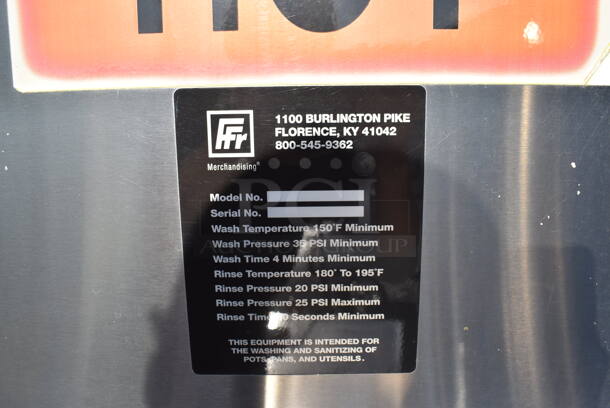 HOT
1100 BURLINGTON PIKE
FLORENCE, KY 41042
800-545-9362
FFr
Merchandising®
Model No.
Serial No.
Wash Temperature 150°F Minimum
Wash Pressure 35 PSI Minimum
Wash Time 4 Minutes Minimum
Rinse Temperature 180° To 195°F
Rinse Pressure 20 PSI Minimum
Rinse Pressure 25 PSI Maximum
Rinse Time Seconds Minimum
THIS EQUIPMENT IS INTENDED FOR
THE WASHING AND SANITIZING OF
POTS, PANS, AND UTENSILS.